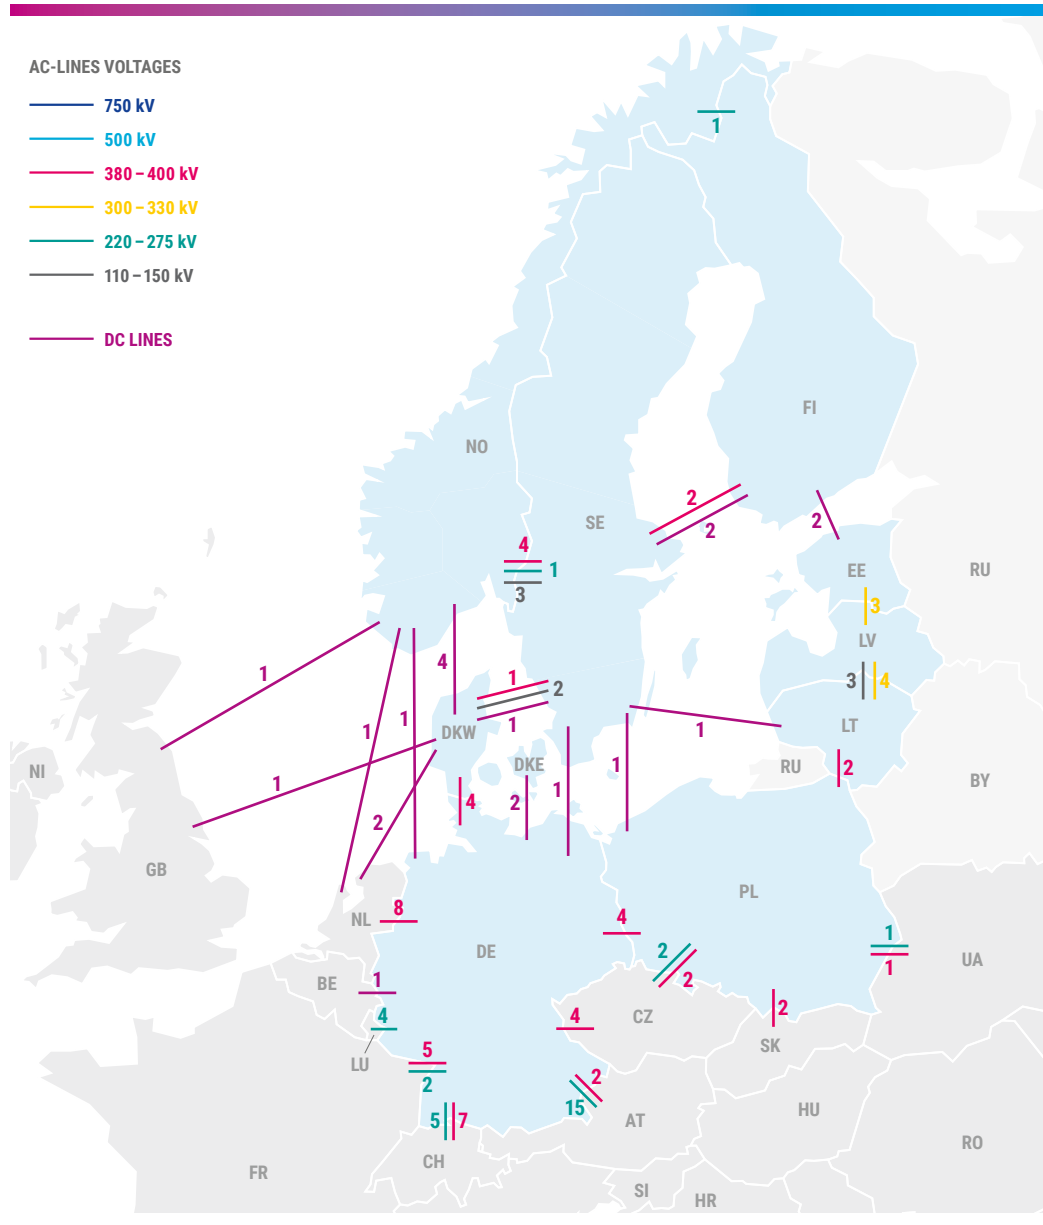 AC-LINES VOLTAGES
750 kV
500 kV
380 – 400 kV
300 – 330 kV
220 – 275 kV
110 – 150 kV
DC LINES
1
FI
NO
2
SE
2
2
4
1
3
EE
RU
3
LV
1
4
3
4
1
2
1
1
1
DKW
1
LT
DKE
1
RU
2
NI
1
1
4
2
BY
2
GB
PL
8
NL
4
1
DE
2
2
1
UA
BE
1
4
4
CZ
2
SK
LU
5
2
2
15
5
7
AT
HU
RO
CH
FR
SI
HR